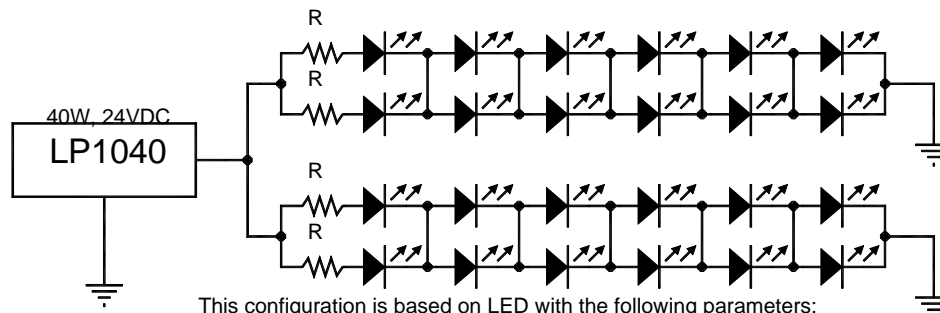 R
R
40W, 24VDC
LP1040
R
R
This configuration is based on LED with the following parameters: